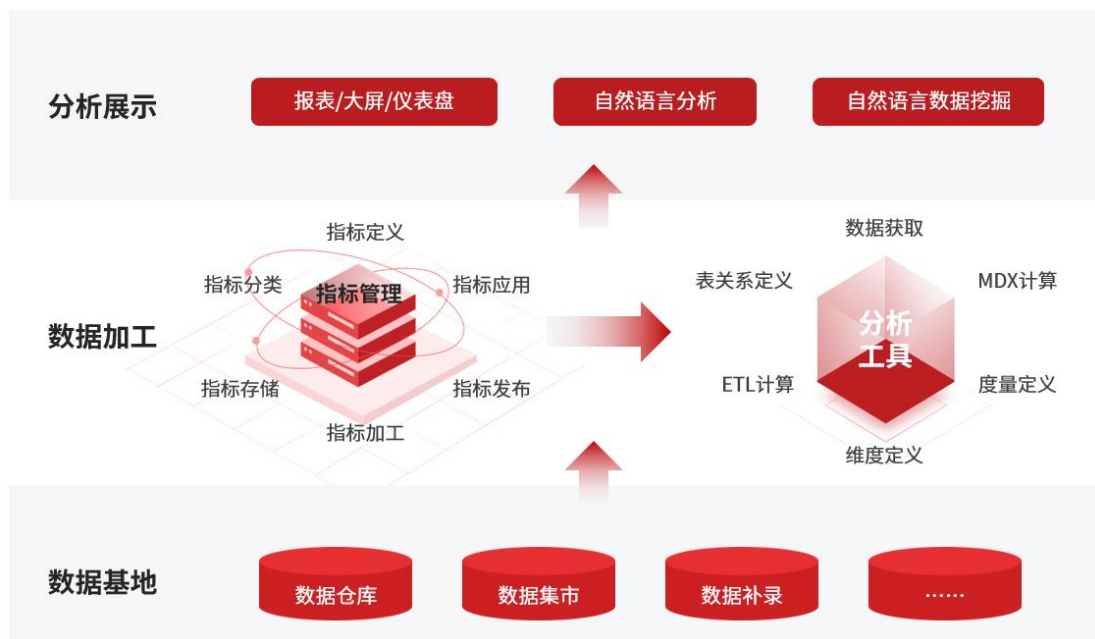 分析展示
报表/大屏/仪表盘
自然语言分析
自然语言数据挖掘
数据加工
指标定义
指标分类
指标管理
指标应用
指标存储
指标发布
指标加工
数据获取
表关系定义
MDX计算
分析
工具
ETL计算
度量定义
维度定义
数据基地
数据仓库
数据集市
数据补录
······